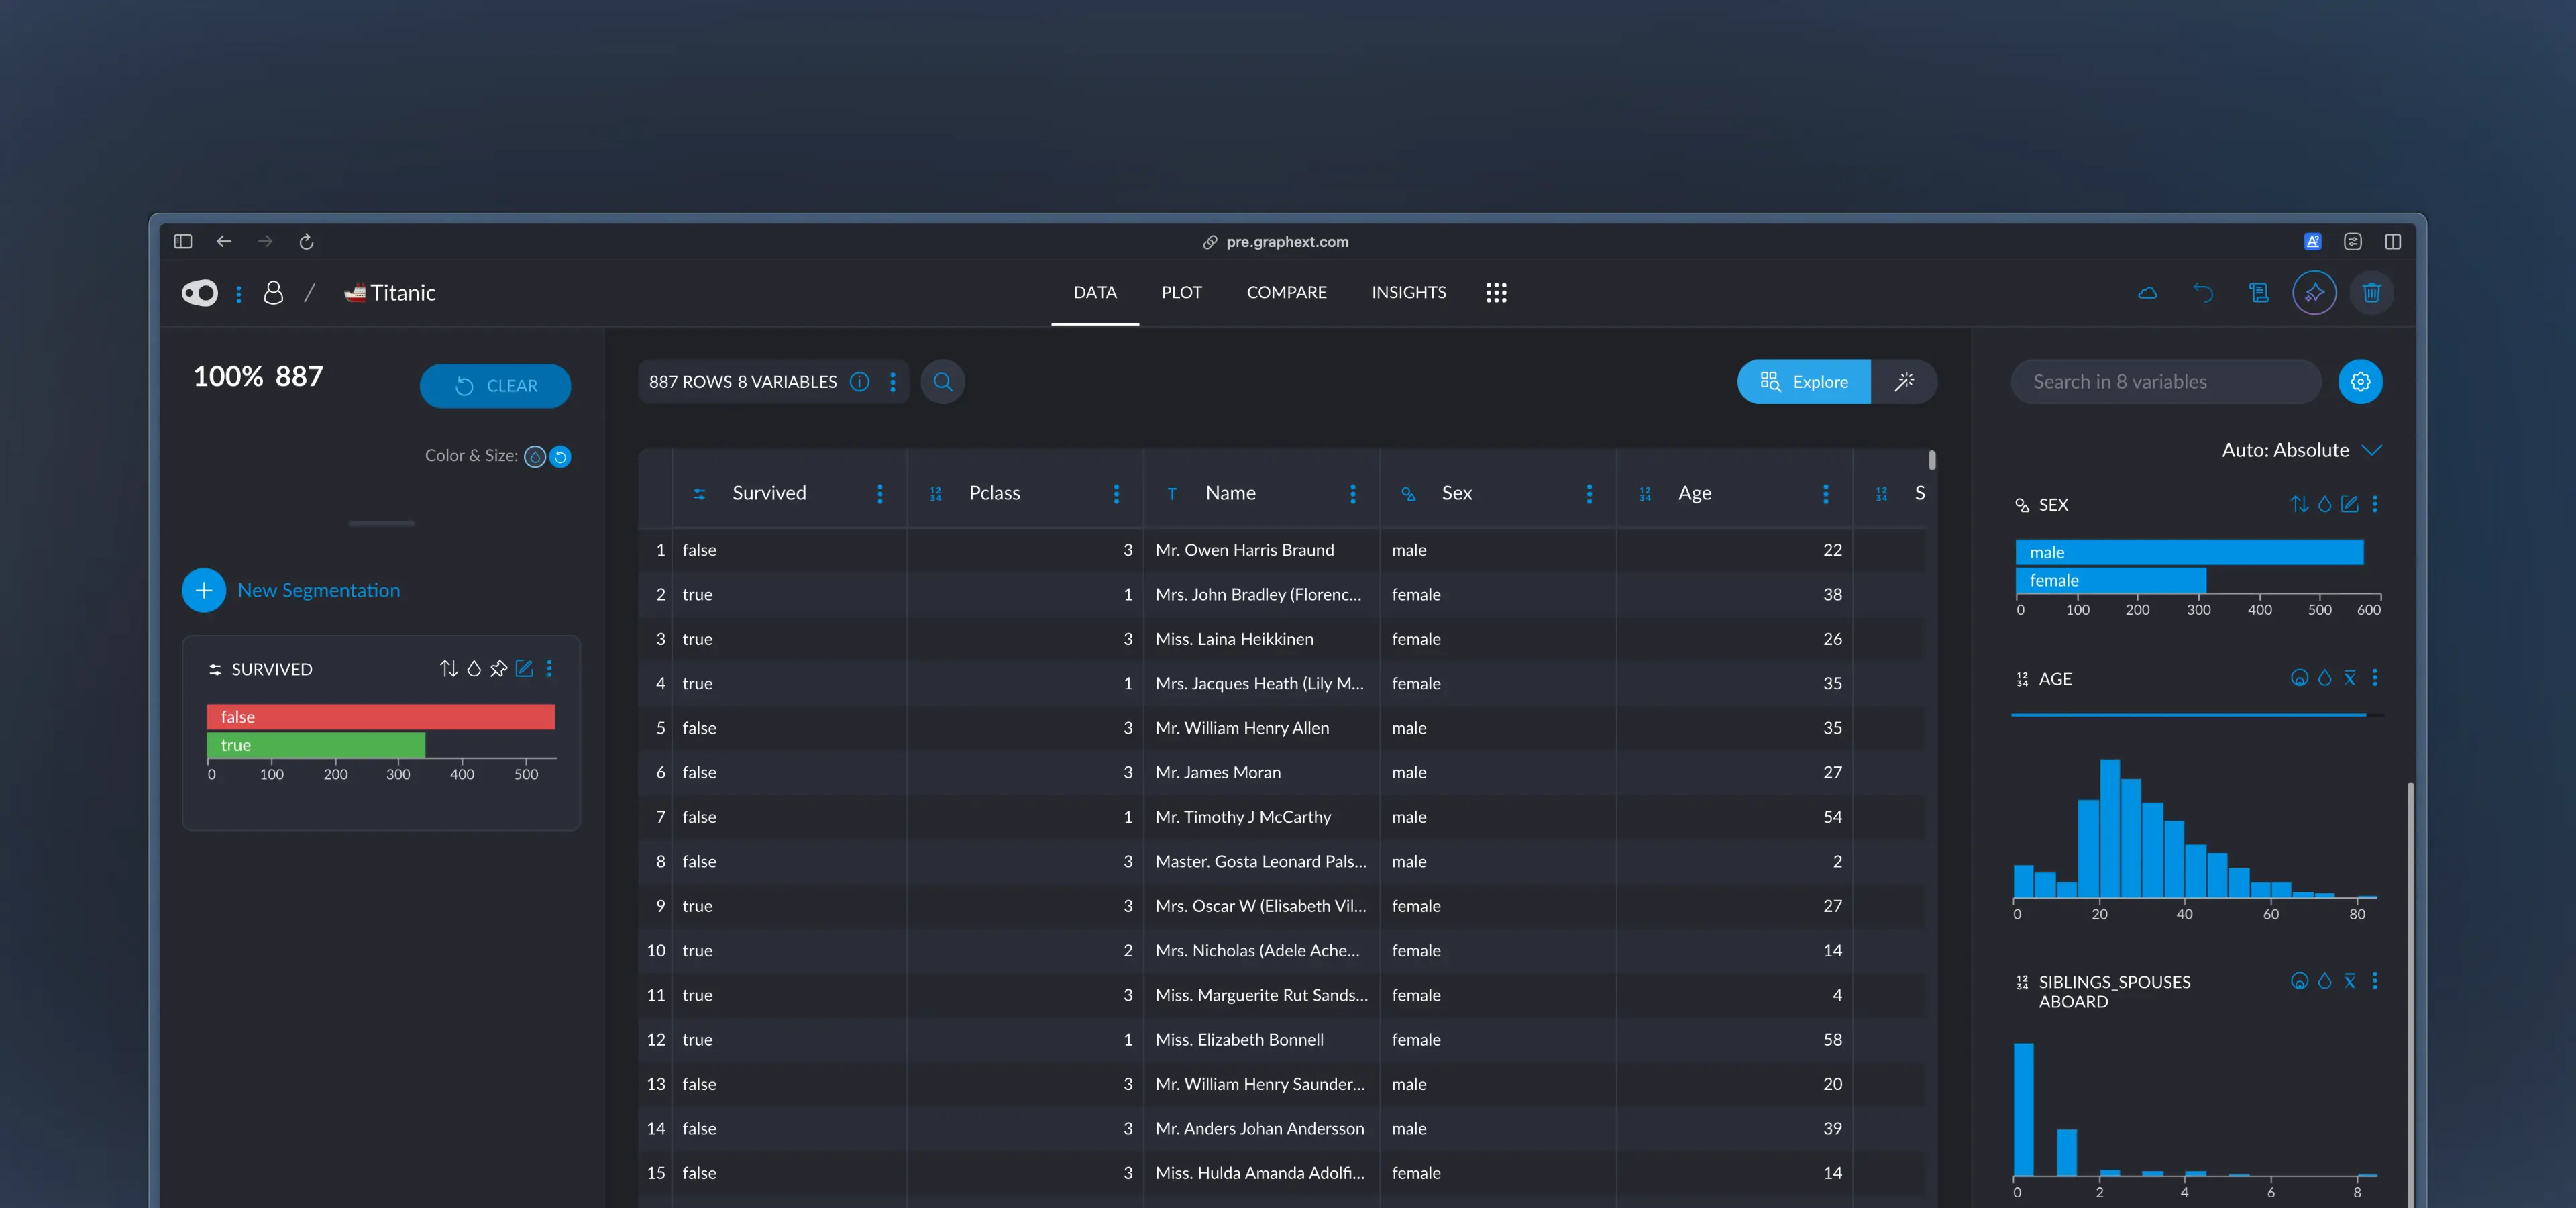 pre.graphext.com
/ Titanic
DATA PLOT COMPARE INSIGHTS
100% 887
CLEAR
Color & Size:
New Segmentation
SURVIVED
false
true
0 100 200 300 400 500
887 ROWS 8 VARIABLES
Explore
Survived Pclass Name Sex Age S
1 false 3 Mr. Owen Harris Braund male 22
2 true 1 Mrs. John Bradley (Florenc... female 38
3 true 3 Miss. Laina Heikkinen female 26
4 true 1 Mrs. Jacques Heath (Lily M... female 35
5 false 3 Mr. William Henry Allen male 35
6 false 3 Mr. James Moran male 27
7 false 1 Mr. Timothy J McCarthy male 54
8 false 3 Master. Gosta Leonard Pals... male 2
9 true 3 Mrs. Oscar W (Elisabeth Vil... female 27
10 true 2 Mrs. Nicholas (Adele Ache... female 14
11 true 3 Miss. Marguerite Rut Sands... female 4
12 true 1 Miss. Elizabeth Bonnell female 58
13 false 3 Mr. William Henry Saunder... male 20
14 false 3 Mr. Anders Johan Andersson male 39
15 false 3 Miss. Hulda Amanda Adolfi... female 14
Search in 8 variables
Auto: Absolute
SEX
male
female
0 100 200 300 400 500 600
AGE
0 20 40 60 80
SIBLINGS_SPOUSES
ABOARD
0 2 4 6 8